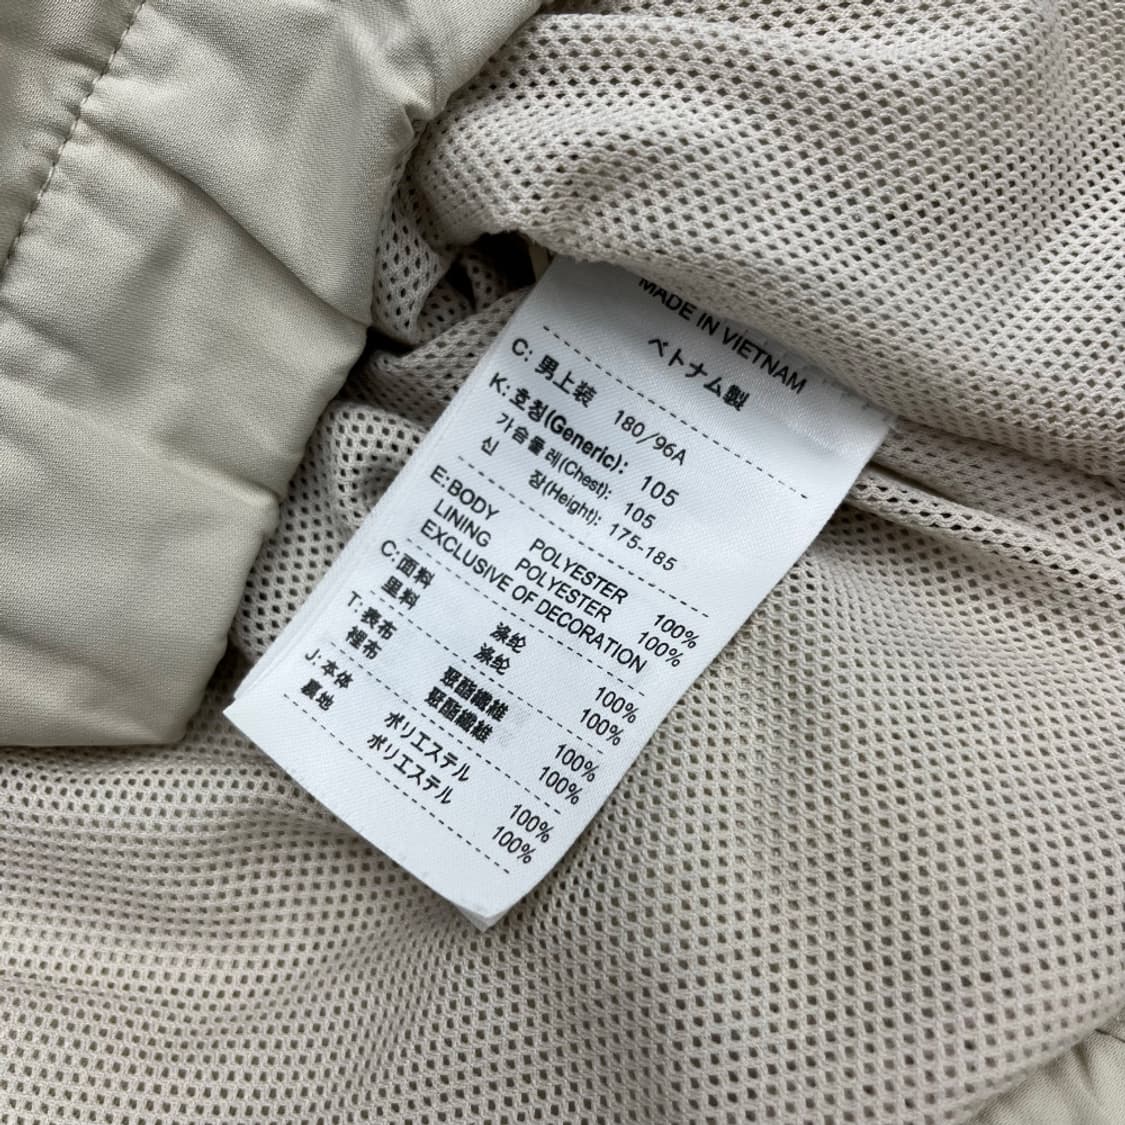 MADE IN VIETNAM
ベトナム製
C: 男上装 180/96A
K: 호칭(Generic): 105
가슴둘레(Chest): 105
신 장(Height): 175-185
E:BODY POLYESTER 100%
LINING POLYESTER 100%
EXCLUSIVE OF DECORATION
C:面料 涤纶 100%
里料 涤纶 100%
T:表布 聚酯纖維 100%
裡布 聚酯纖維 100%
J:本体 ポリエステル 100%
裏地 ポリエステル 100%